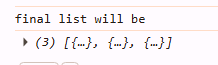 final list will be
▶ (3) [{…}, {…}, {…}]